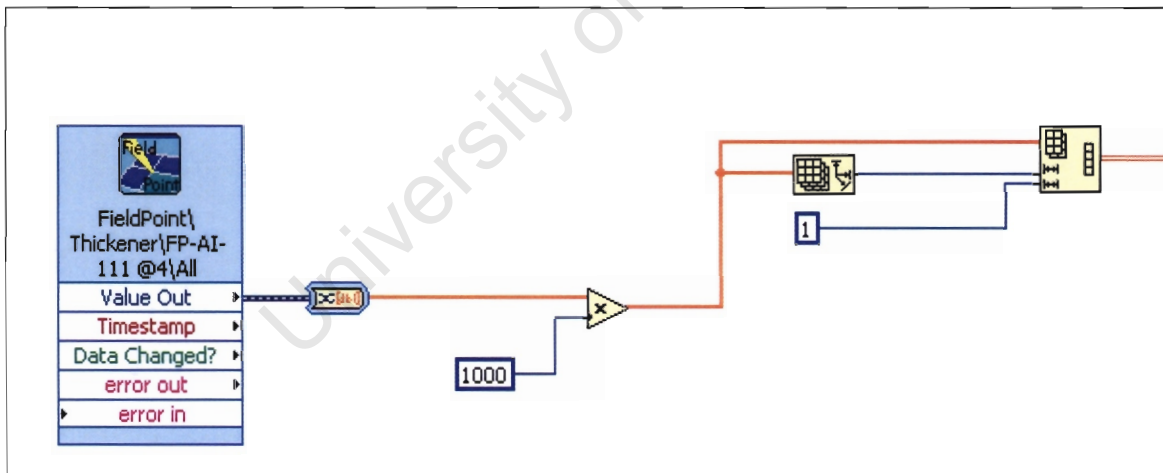 University of
Field
Point
FieldPoint\
Thickener\FP-AI-
111 @4\All
Value Out
Timestamp
Data Changed?
error out
error in
1000
x
1